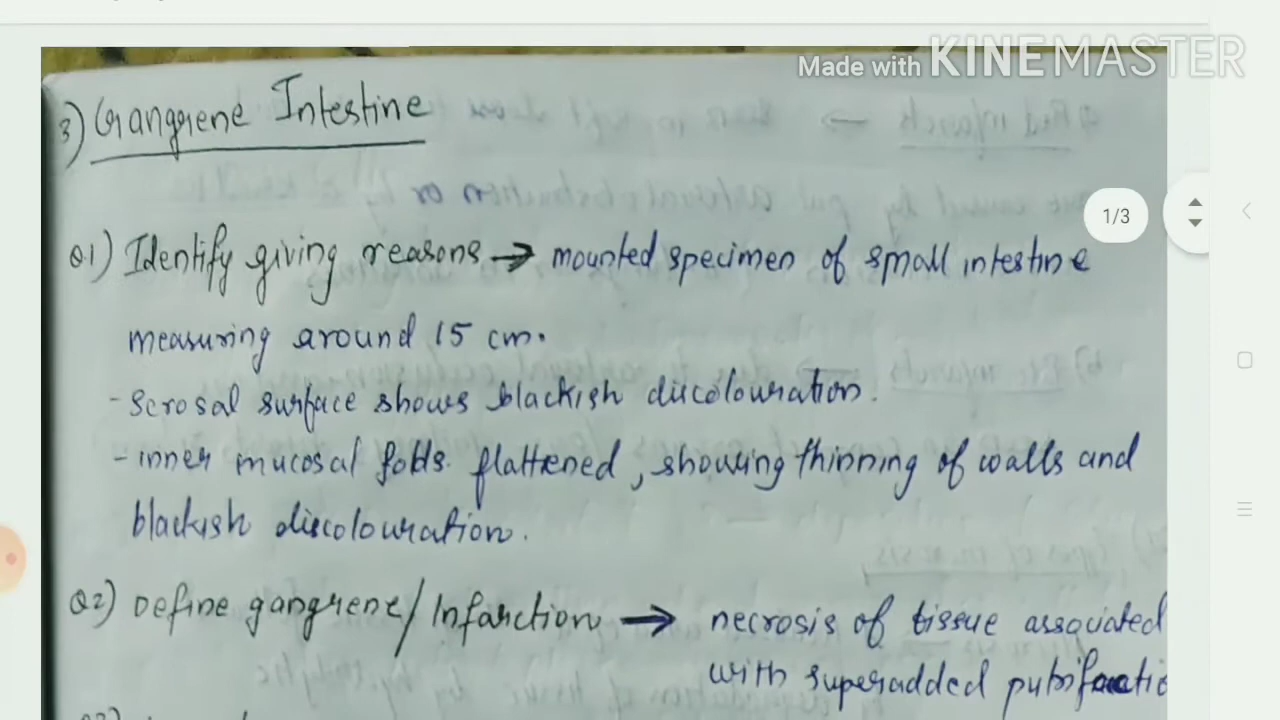 Made with KINEMASTER
3) Gangrene Intestine
1/3
Q1) Identify giving reasons → mounted specimen of small intestine
measuring around 15 cm.
- Serosal surface shows blackish discolouration.
- inner mucosal folds flattened, showing thinning of walls and
blackish discolouration.
Q2) Define gangrene/Infarction → necrosis of tissue associated
with superadded